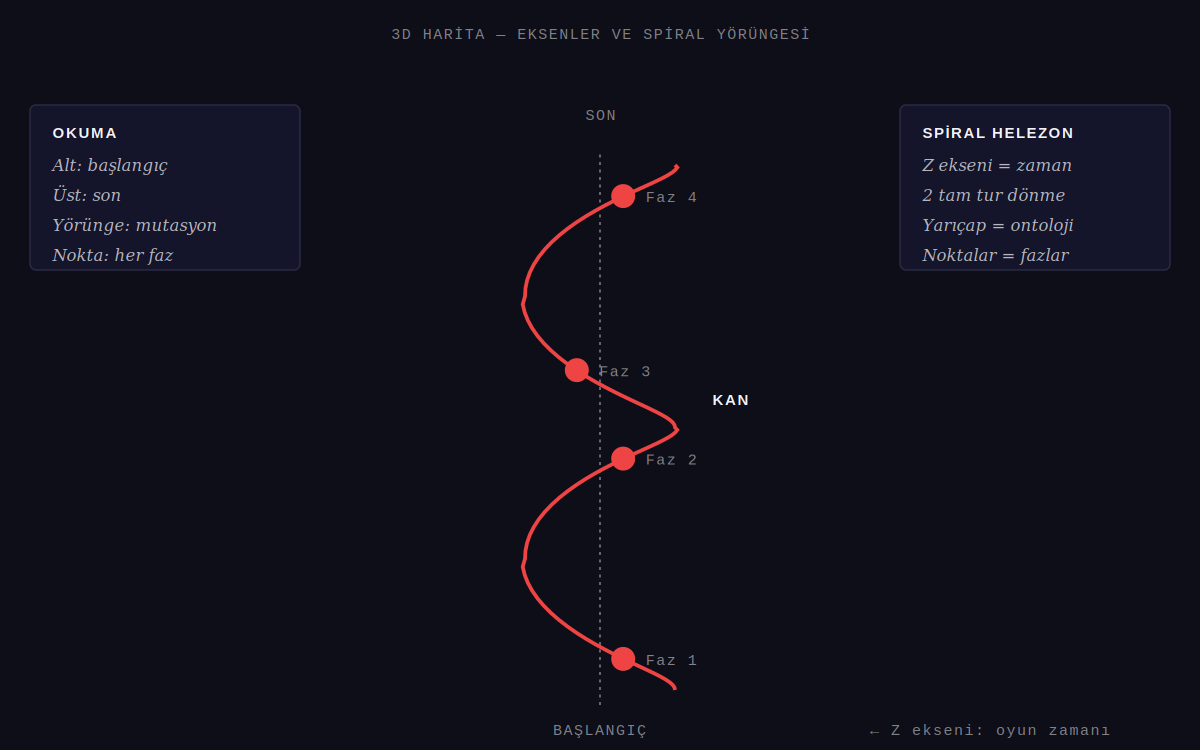 3D HARİTA — EKSENLER VE SPİRAL YÖRÜNGESİ
OKUMA
Alt: başlangıç
Üst: son
Yörünge: mutasyon
Nokta: her faz
SON
SPİRAL HELEZON
Z ekseni = zaman
2 tam tur dönme
Yarıçap = ontoloji
Noktalar = fazlar
Faz 4
Faz 3
KAN
Faz 2
Faz 1
BAŞLANGIÇ
← Z ekseni: oyun zamanı